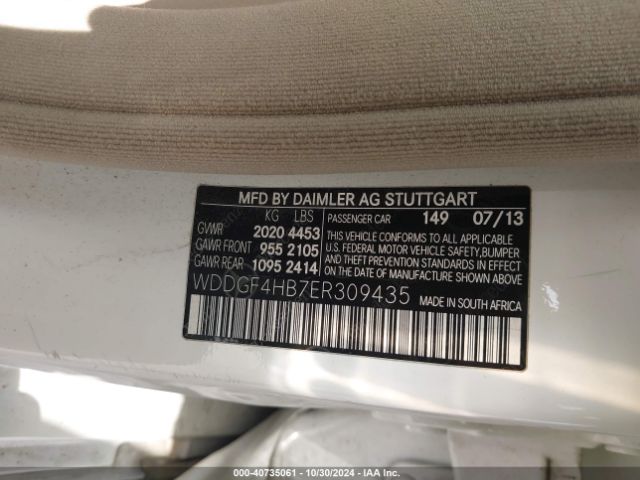 MFD BY DAIMLER AG STUTTGART
KG LBS PASSENGER CAR 149 07/13
GVWR 2020 4453
GAWR FRONT 955 2105
GAWR REAR 1095 2414
THIS VEHICLE CONFORMS TO ALL APPLICABLE
U.S. FEDERAL MOTOR VEHICLE SAFETY, BUMPER
AND THEFT PREVENTION STANDARDS IN EFFECT
ON THE DATE OF MANUFACTURE SHOWN ABOVE
WDDGF4HB7ER309435 MADE IN SOUTH AFRICA
000-40735061 - 10/30/2024 - IAA Inc.